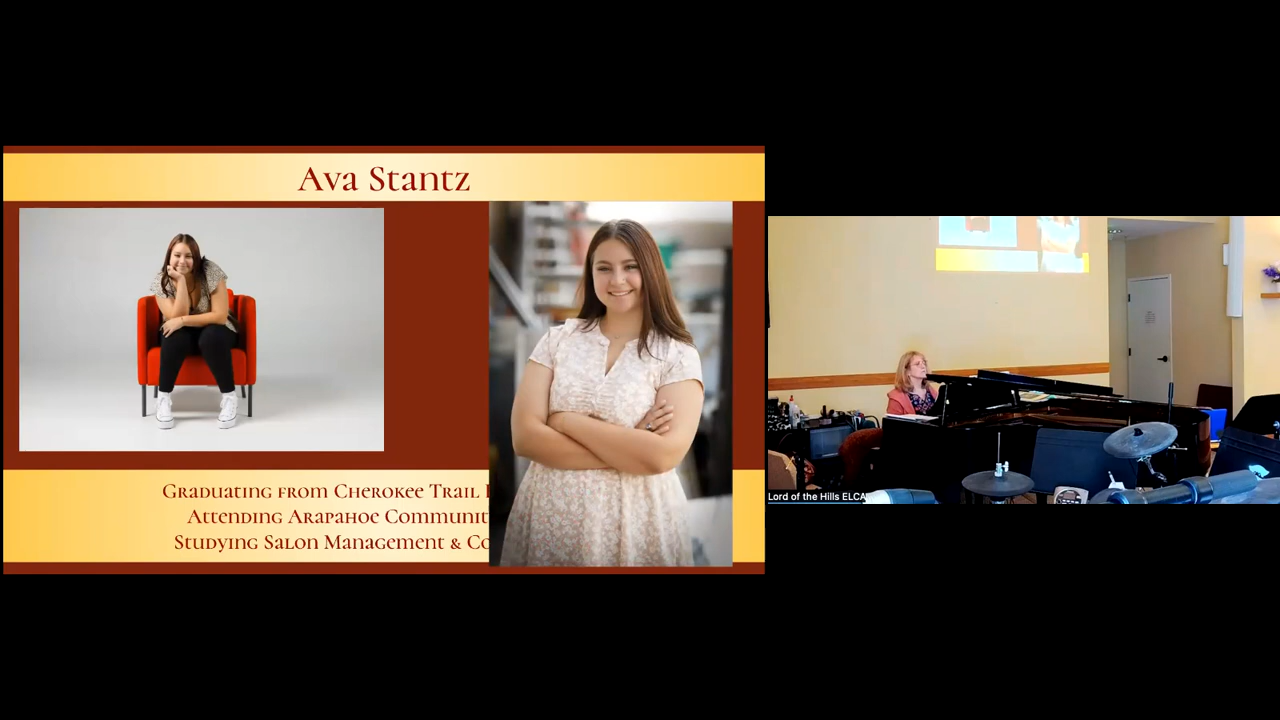 Ava Stantz
Graduating from Cherokee Trail
Attending Arapahoe Communit
Studying Salon Management & Co
Lord of the Hills ELCA